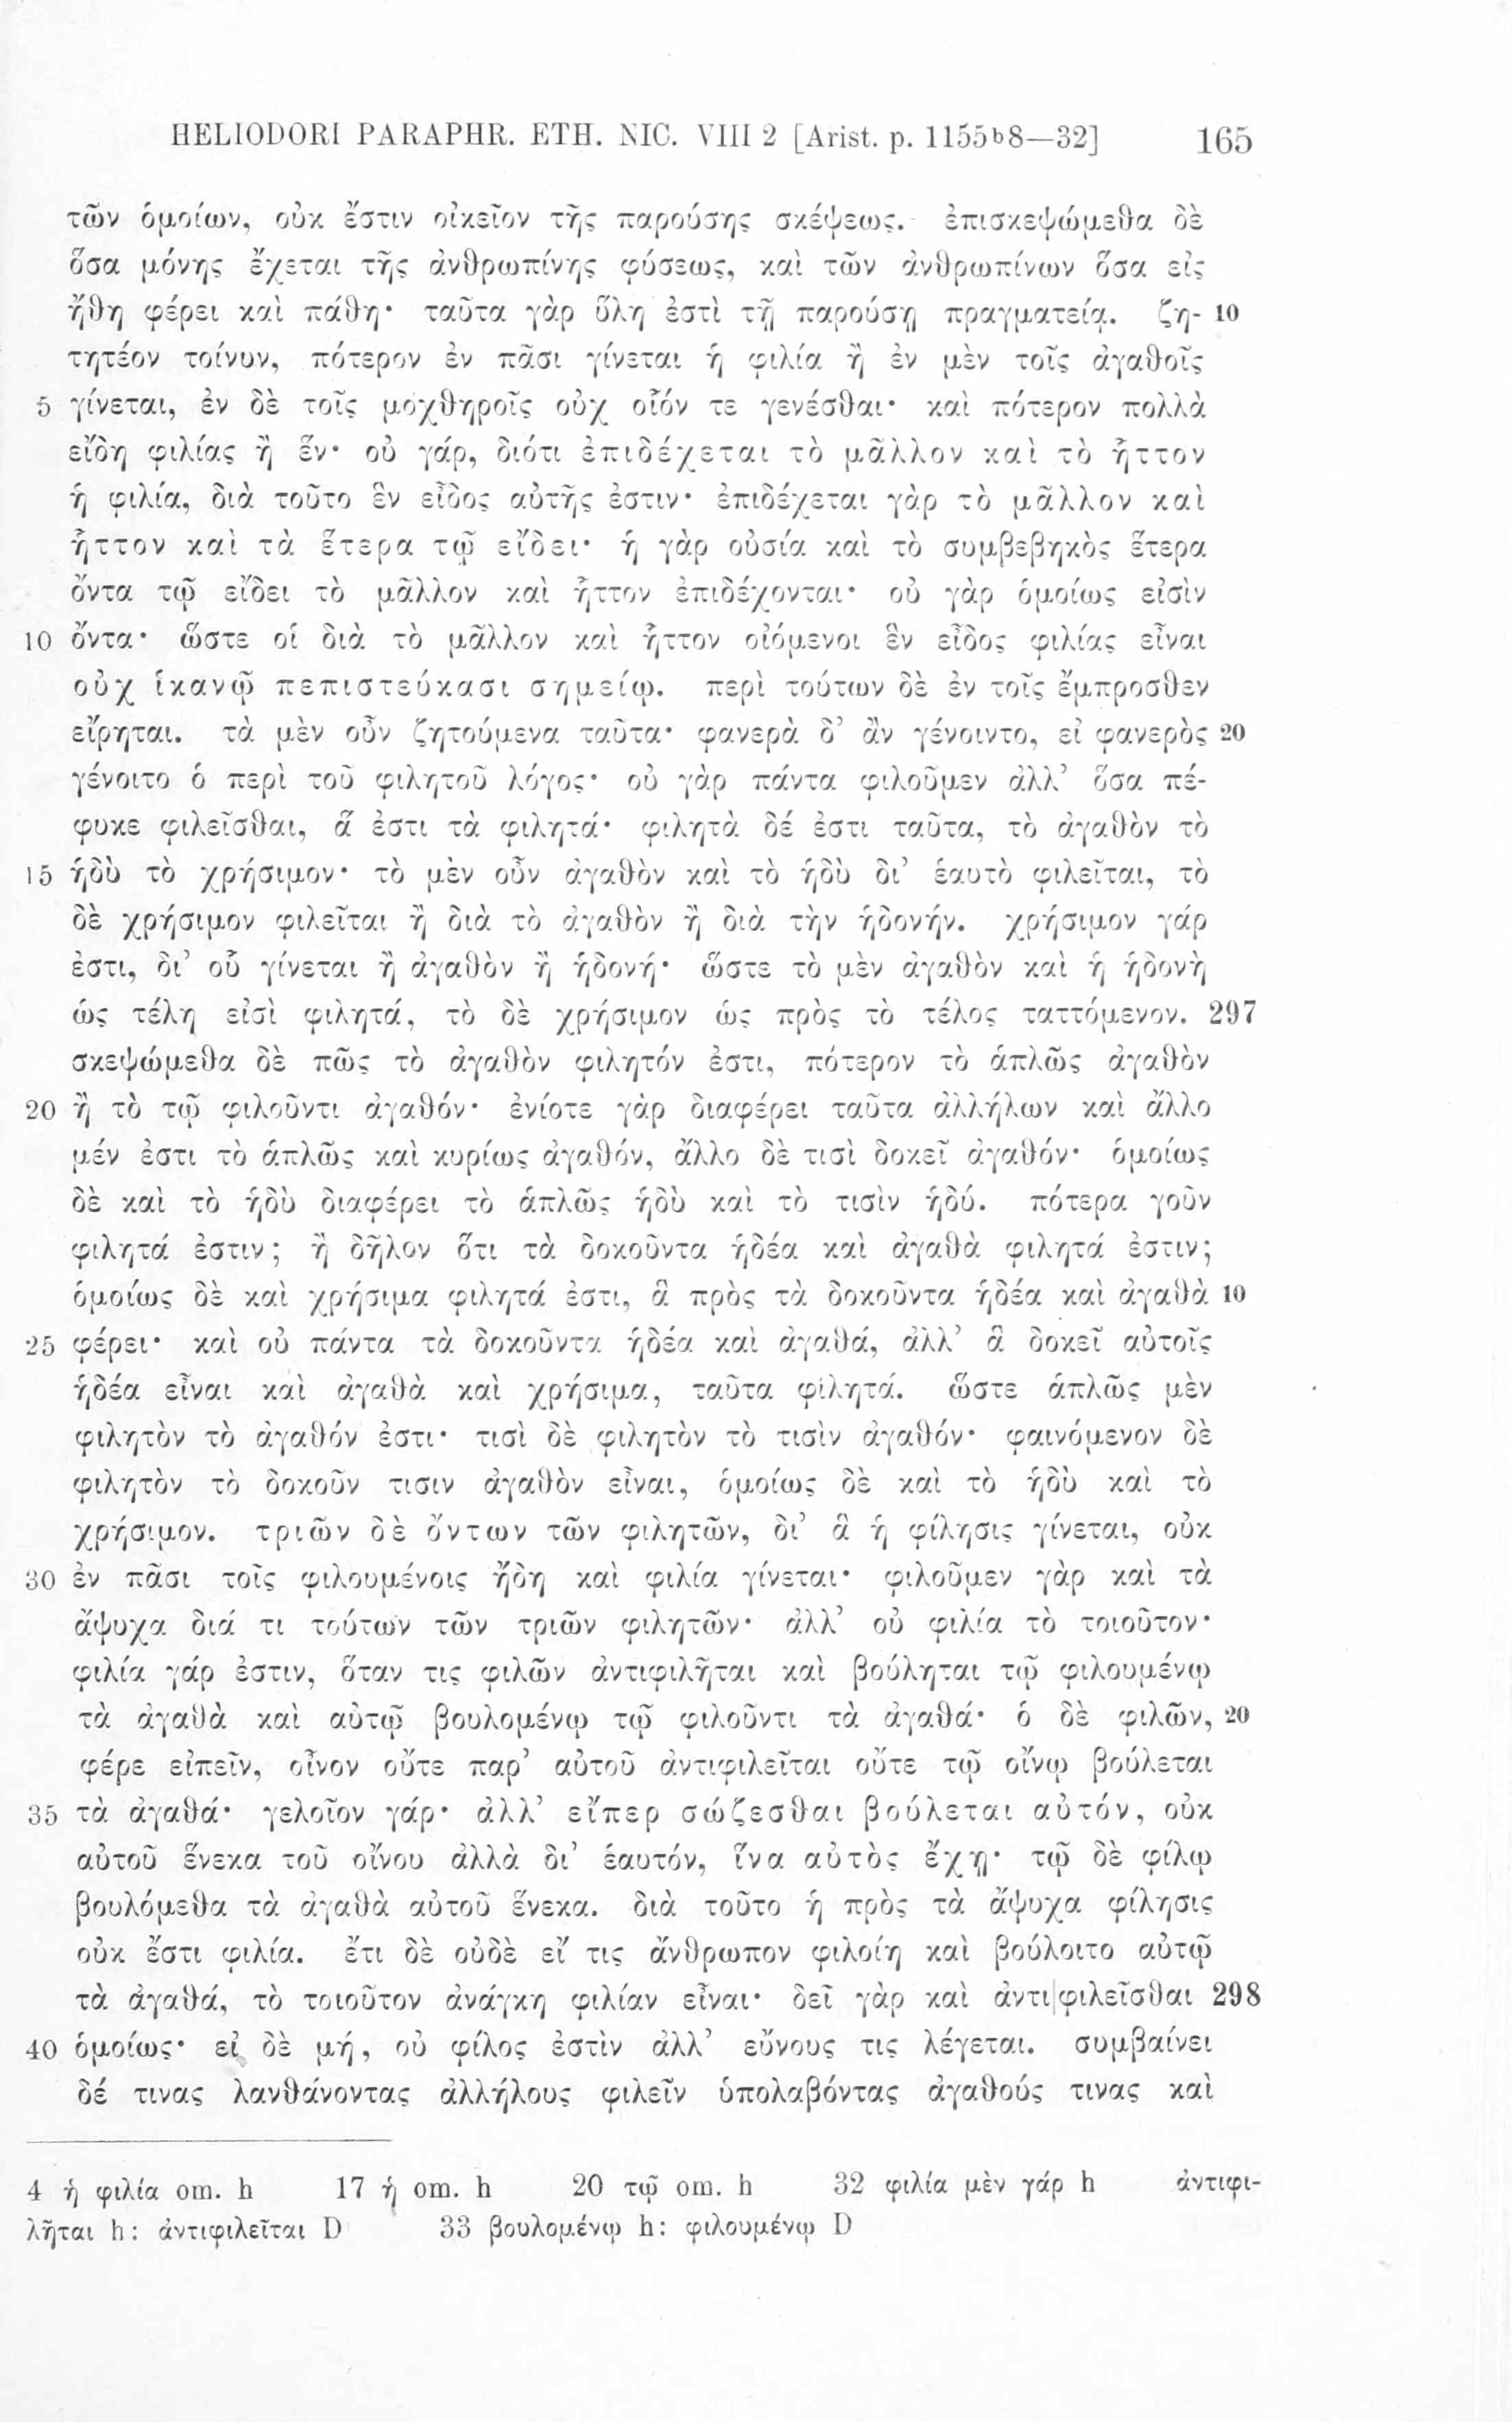 HELIODORI PARAPHR. ETH. NIC. VIII 2 [Arist. p. 1155b8—32] 165
τῶν ὁμοίων, οὐκ ἔστιν οἰκεῖον τῆς παρούσης σκέψεως. ἐπισκεψώμεθα δὲ
ὅσα μόνης ἔχεται τῆς ἀνθρωπίνης φύσεως, καὶ τῶν ἀνθρωπίνων ὅσα εἰς
ἤθη φέρει καὶ πάθη· ταῦτα γὰρ ὕλη ἐστὶ τῇ παρούσῃ πραγματείᾳ. ζη- 10
τητέον τοίνυν, πότερον ἐν πᾶσι γίνεται ἡ φιλία ἢ ἐν μὲν τοῖς ἀγαθοῖς
5 γίνεται, ἐν δὲ τοῖς μοχθηροῖς οὐχ οἷόν τε γενέσθαι· καὶ πότερον πολλὰ
εἴδη φιλίας ἢ ἕν· οὐ γάρ, διότι ἐπιδέχεται τὸ μᾶλλον καὶ τὸ ἧττον
ἡ φιλία, διὰ τοῦτο ἓν εἶδος αὐτῆς ἐστιν· ἐπιδέχεται γὰρ τὸ μᾶλλον καὶ
ἧττον καὶ τὰ ἕτερα τῷ εἴδει· ἡ γὰρ οὐσία καὶ τὸ συμβεβηκὸς ἕτερα
ὄντα τῷ εἴδει τὸ μᾶλλον καὶ ἧττον ἐπιδέχονται· οὐ γὰρ ὁμοίως εἰσὶν
10 ὄντα· ὥστε οἱ διὰ τὸ μᾶλλον καὶ ἧττον οἰόμενοι ἓν εἶδος φιλίας εἶναι
οὐχ ἱκανῷ πεπιστεύκασι σημείῳ. περὶ τούτων δὲ ἐν τοῖς ἔμπροσθεν
εἴρηται. τὰ μὲν οὖν ζητούμενα ταῦτα· φανερὰ δ’ ἂν γένοιντο, εἰ φανερὸς 20
γένοιτο ὁ περὶ τοῦ φιλητοῦ λόγος· οὐ γὰρ πάντα φιλοῦμεν ἀλλ’ ὅσα πέ-
φυκε φιλεῖσθαι, ἅ ἐστι τὰ φιλητά· φιλητὰ δέ ἐστι ταῦτα, τὸ ἀγαθὸν τὸ
15 ἡδὺ τὸ χρήσιμον· τὸ μὲν οὖν ἀγαθὸν καὶ τὸ ἡδὺ δι’ ἑαυτὸ φιλεῖται, τὸ
δὲ χρήσιμον φιλεῖται ἢ διὰ τὸ ἀγαθὸν ἢ διὰ τὴν ἡδονήν. χρήσιμον γάρ
ἐστι, δι’ οὗ γίνεται ἢ ἀγαθὸν ἢ ἡδονή· ὥστε τὸ μὲν ἀγαθὸν καὶ ἡ ἡδονὴ
ὡς τέλη εἰσὶ φιλητά, τὸ δὲ χρήσιμον ὡς πρὸς τὸ τέλος ταττόμενον. 297
σκεψώμεθα δὲ πῶς τὸ ἀγαθὸν φιλητόν ἐστι, πότερον τὸ ἁπλῶς ἀγαθὸν
20 ἢ τὸ τῷ φιλοῦντι ἀγαθόν· ἐνίοτε γὰρ διαφέρει ταῦτα ἀλλήλων καὶ ἄλλο
μέν ἐστι τὸ ἁπλῶς καὶ κυρίως ἀγαθόν, ἄλλο δὲ τισὶ δοκεῖ ἀγαθόν· ὁμοίως
δὲ καὶ τὸ ἡδὺ διαφέρει τὸ ἁπλῶς ἡδὺ καὶ τὸ τισὶν ἡδύ. πότερα γοῦν
φιλητά ἐστιν; ἢ δῆλον ὅτι τὰ δοκοῦντα ἡδέα καὶ ἀγαθὰ φιλητά ἐστιν;
ὁμοίως δὲ καὶ χρήσιμα φιλητά ἐστι, ἃ πρὸς τὰ δοκοῦντα ἡδέα καὶ ἀγαθὰ 10
25 φέρει· καὶ οὐ πάντα τὰ δοκοῦντα ἡδέα καὶ ἀγαθά, ἀλλ’ ἃ δοκεῖ αὐτοῖς
ἡδέα εἶναι καὶ ἀγαθὰ καὶ χρήσιμα, ταῦτα φιλητά. ὥστε ἁπλῶς μὲν
φιλητὸν τὸ ἀγαθόν ἐστι· τισὶ δὲ φιλητὸν τὸ τισὶν ἀγαθόν· φαινόμενον δὲ
φιλητὸν τὸ δοκοῦν τισιν ἀγαθὸν εἶναι, ὁμοίως δὲ καὶ τὸ ἡδὺ καὶ τὸ
χρήσιμον. τριῶν δὲ ὄντων τῶν φιλητῶν, δι’ ἃ ἡ φίλησις γίνεται, οὐκ
30 ἐν πᾶσι τοῖς φιλουμένοις ἤδη καὶ φιλία γίνεται· φιλοῦμεν γὰρ καὶ τὰ
ἄψυχα διά τι τούτων τῶν τριῶν φιλητῶν· ἀλλ’ οὐ φιλία τὸ τοιοῦτον·
φιλία γάρ ἐστιν, ὅταν τις φιλῶν ἀντιφιλῆται καὶ βούληται τῷ φιλουμένῳ
τὰ ἀγαθὰ καὶ αὐτῷ βουλομένῳ τῷ φιλοῦντι τὰ ἀγαθά· ὁ δὲ φιλῶν, 20
φέρε εἰπεῖν, οἶνον οὔτε παρ’ αὐτοῦ ἀντιφιλεῖται οὔτε τῷ οἴνῳ βούλεται
35 τὰ ἀγαθά· γελοῖον γάρ· ἀλλ’ εἴπερ σώζεσθαι βούλεται αὐτόν, οὐκ
αὐτοῦ ἕνεκα τοῦ οἴνου ἀλλὰ δι’ ἑαυτόν, ἵνα αὐτὸς ἔχῃ· τῷ δὲ φίλῳ
βουλόμεθα τὰ ἀγαθὰ αὐτοῦ ἕνεκα. διὰ τοῦτο ἡ πρὸς τὰ ἄψυχα φίλησις
οὐκ ἔστι φιλία. ἔτι δὲ οὐδὲ εἴ τις ἄνθρωπον φιλοίη καὶ βούλοιτο αὐτῷ
τὰ ἀγαθά, τὸ τοιοῦτον ἀνάγκη φιλίαν εἶναι· δεῖ γὰρ καὶ ἀντι|φιλεῖσθαι 298
40 ὁμοίως· εἰ δὲ μή, οὐ φίλος ἐστὶν ἀλλ’ εὔνους τις λέγεται. συμβαίνει
δέ τινας λανθάνοντας ἀλλήλους φιλεῖν ὑπολαβόντας ἀγαθούς τινας καὶ
4 ἡ φιλία om. h 17 ἡ om. h 20 τῷ om. h 32 φιλία μὲν γάρ h ἀντιφι-
λῆται h: ἀντιφιλεῖται D 33 βουλομένῳ h: φιλουμένῳ D